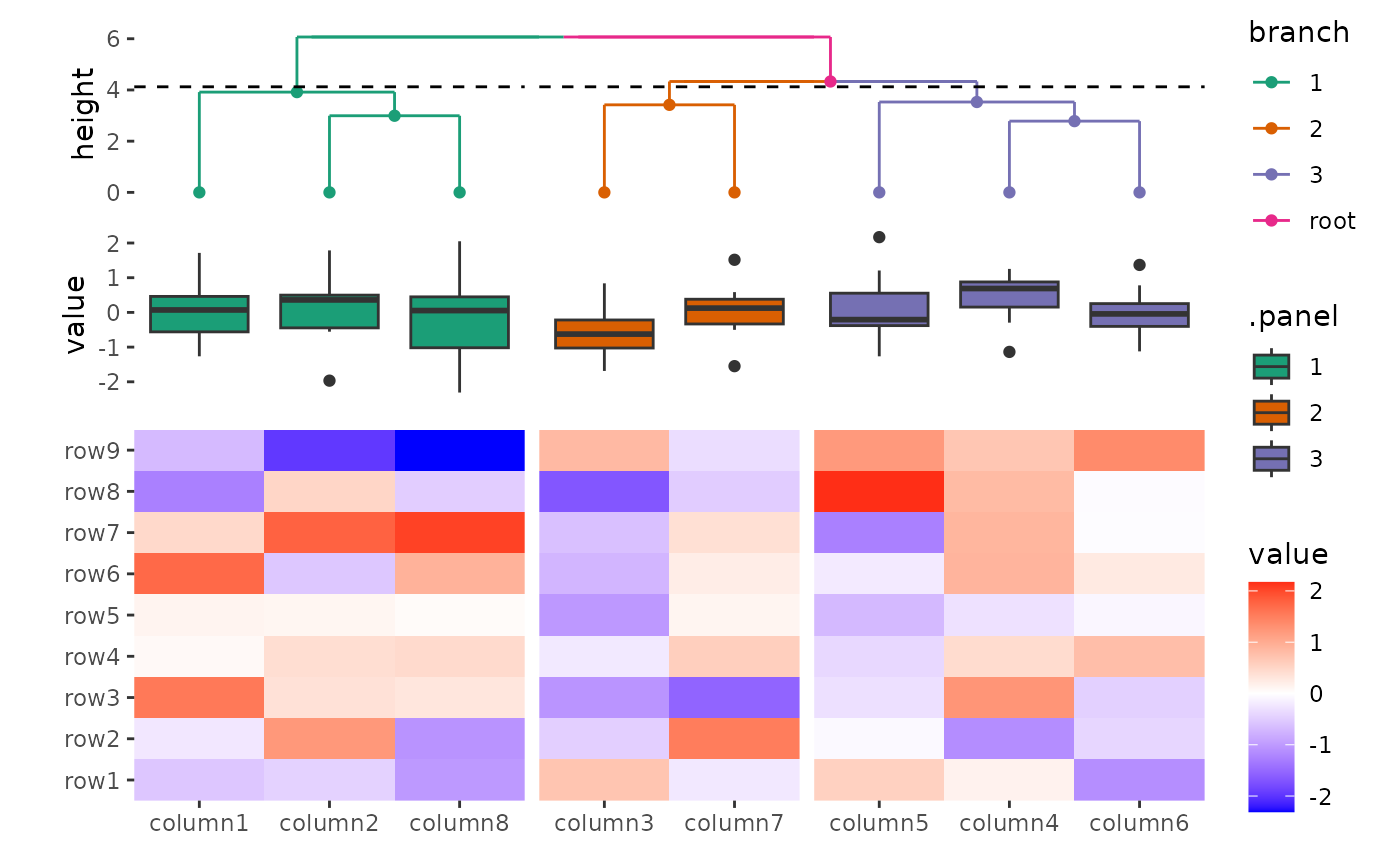 height
6
4
2
0
value
2
1
0
-1
-2
row9
row8
row7
row6
row5
row4
row3
row2
row1
column1 column2 column8 column3 column7 column5 column4 column6
branch
1
2
3
root
.panel
1
2
3
value
2
1
0
-1
-2